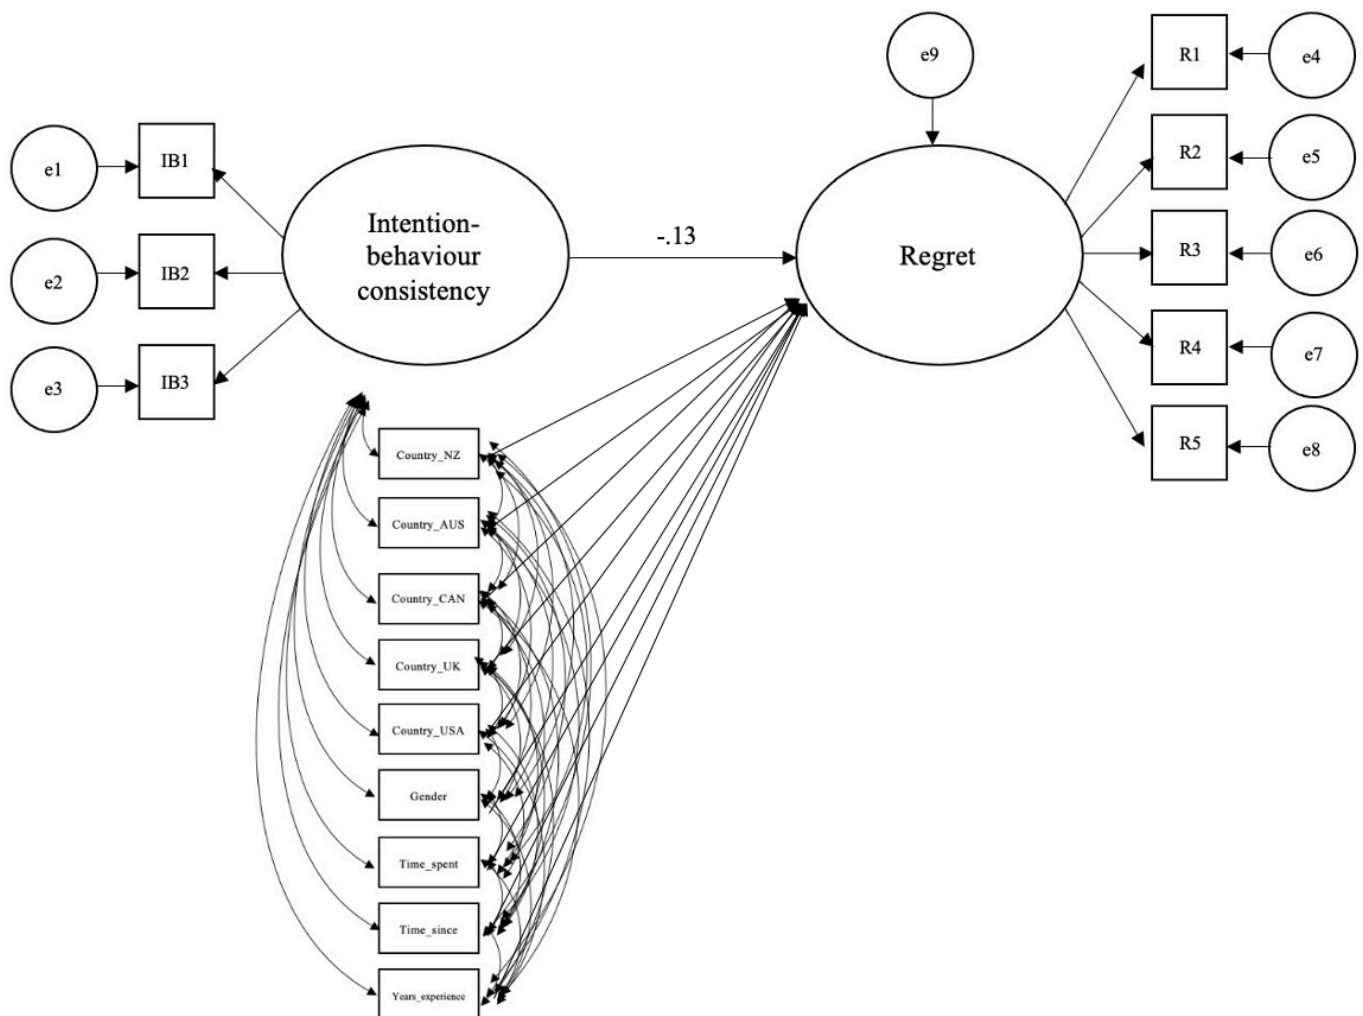 e9
R1
e4
IB1
e1
R2
e5
Intention-
behaviour
consistency
-.13
Regret
R3
e6
IB2
e2
R4
e7
IB3
e3
R5
e8
Country_NZ
Country_AUS
Country_CAN
Country_UK
Country_USA
Gender
Time_spent
Time_since
Years_experience